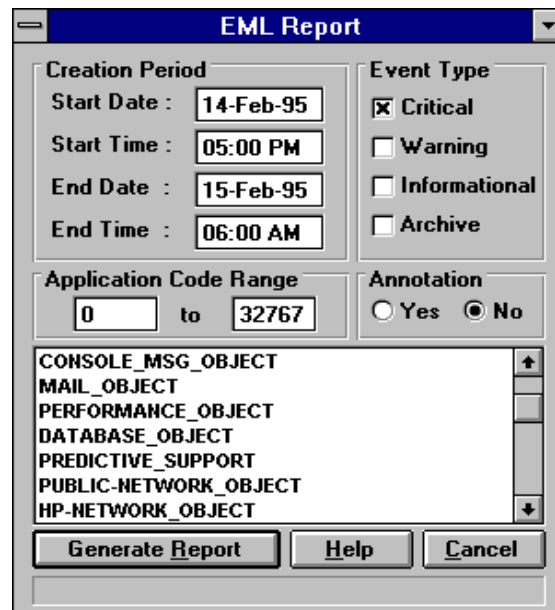 EML Report
Creation Period
Start Date : 14-Feb-95
Start Time : 05:00 PM
End Date : 15-Feb-95
End Time : 06:00 AM
Event Type
Critical
Warning
Informational
Archive
Application Code Range
0 to 32767
Annotation
Yes No
CONSOLE_MSG_OBJECT
MAIL_OBJECT
PERFORMANCE_OBJECT
DATABASE_OBJECT
PREDICTIVE_SUPPORT
PUBLIC-NETWORK_OBJECT
HP-NETWORK_OBJECT
Generate Report Help Cancel